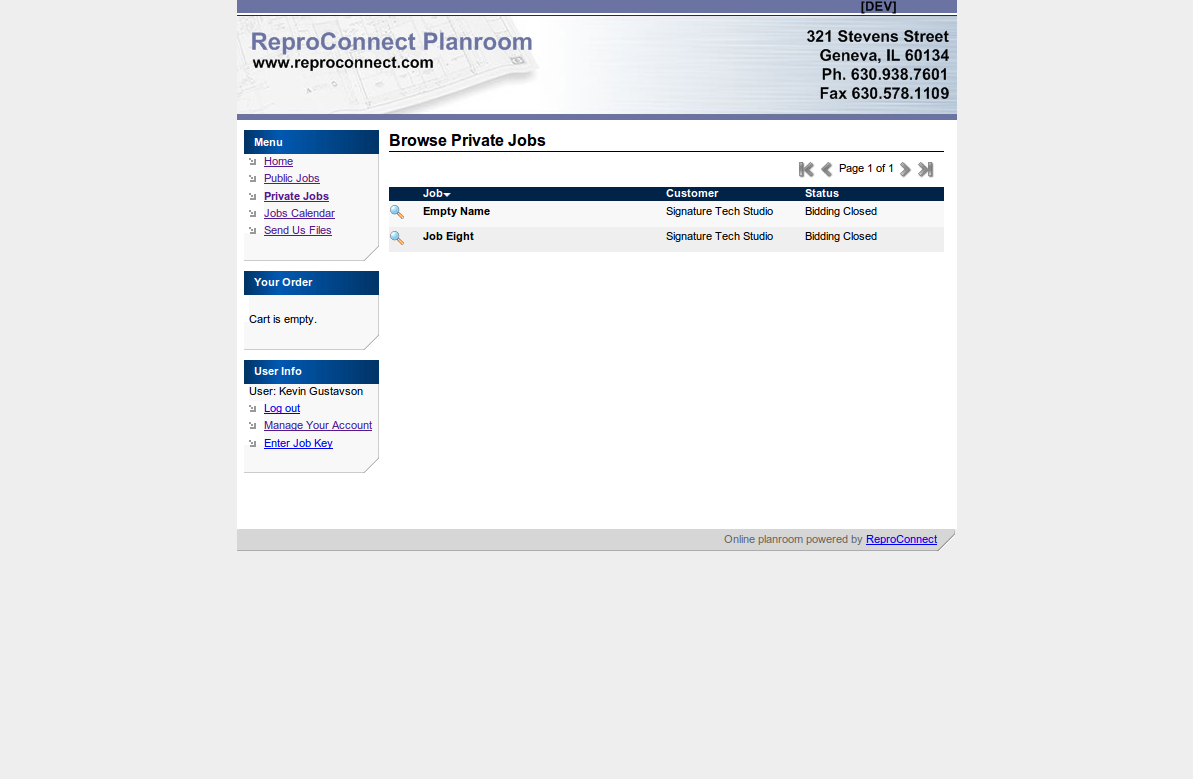 [DEV]
ReproConnect Planroom
www.reproconnect.com
321 Stevens Street
Geneva, IL 60134
Ph. 630.938.7601
Fax 630.578.1109
Menu
Home
Public Jobs
Private Jobs
Jobs Calendar
Send Us Files
Your Order
Cart is empty.
User Info
User: Kevin Gustavson
Log out
Manage Your Account
Enter Job Key
Browse Private Jobs
Page 1 of 1
Job Customer Status
Empty Name Signature Tech Studio Bidding Closed
Job Eight Signature Tech Studio Bidding Closed
Online planroom powered by ReproConnect